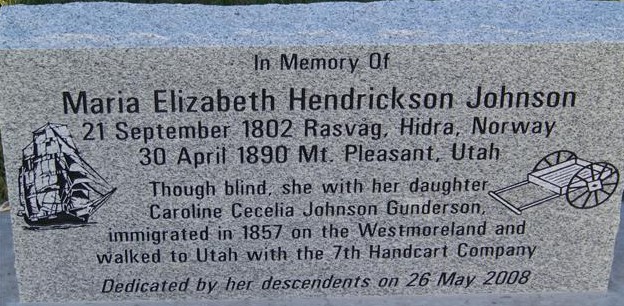 In Memory Of
Maria Elizabeth Hendrickson Johnson
21 September 1802 Rasvag, Hidra, Norway
30 April 1890 Mt. Pleasant, Utah
Though blind, she with her daughter
Caroline Cecelia Johnson Gunderson,
immigrated in 1857 on the Westmoreland and
walked to Utah with the 7th Handcart Company
Dedicated by her descendents on 26 May 2008